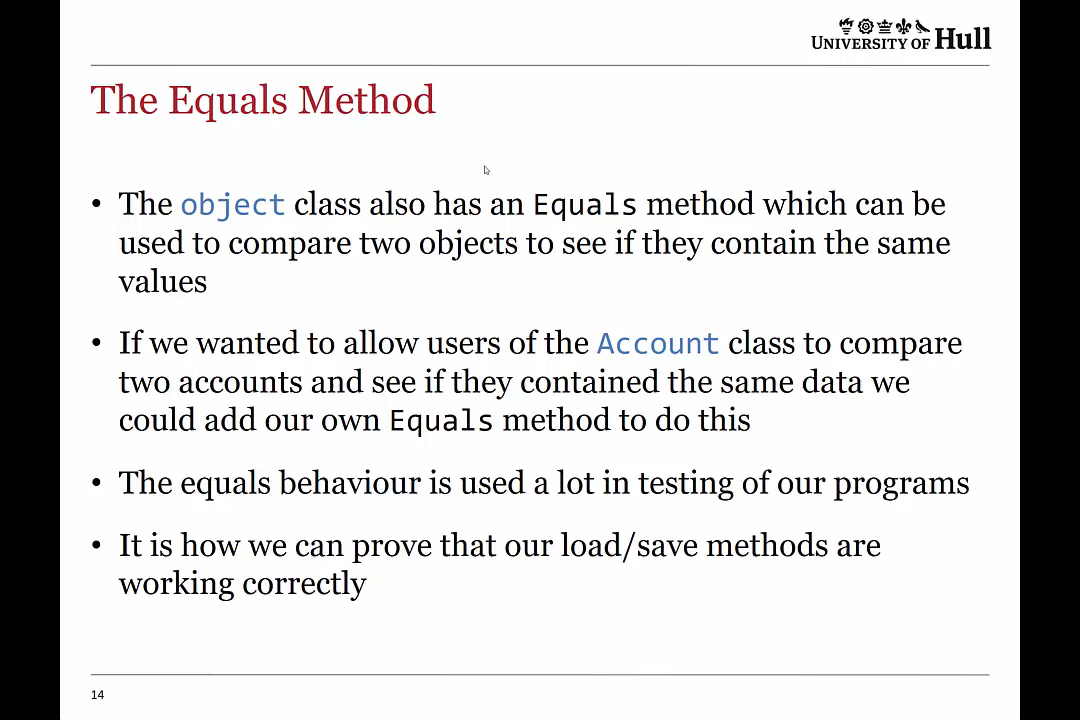 UNIVERSITY OF Hull
The Equals Method
• The object class also has an Equals method which can be
used to compare two objects to see if they contain the same
values
• If we wanted to allow users of the Account class to compare
two accounts and see if they contained the same data we
could add our own Equals method to do this
• The equals behaviour is used a lot in testing of our programs
• It is how we can prove that our load/save methods are
working correctly
14